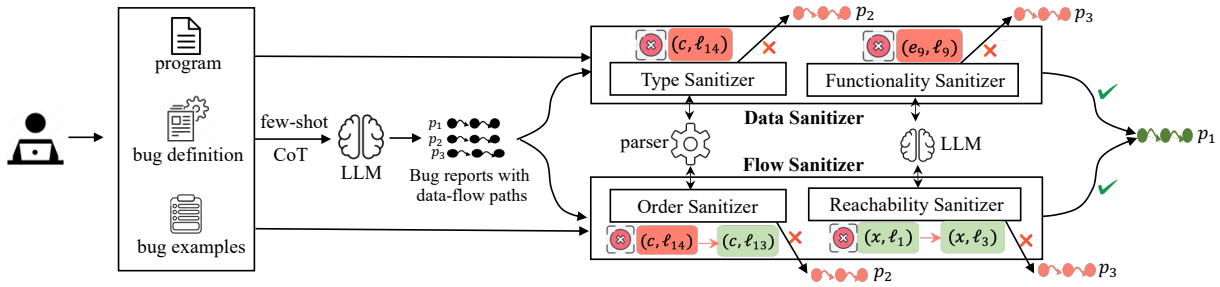 program
bug definition
bug examples
few-shot
CoT
LLM
p₁
p₂
p₃
Bug reports with
data-flow paths
(c, ℓ₁₄)
Type Sanitizer
p₂
(e₉, ℓ₉)
Functionality Sanitizer
p₃
Data Sanitizer
parser
LLM
Flow Sanitizer
Order Sanitizer
(c, ℓ₁₄)
(c, ℓ₁₃)
p₂
Reachability Sanitizer
(x, ℓ₁)
(x, ℓ₃)
p₃
p₁